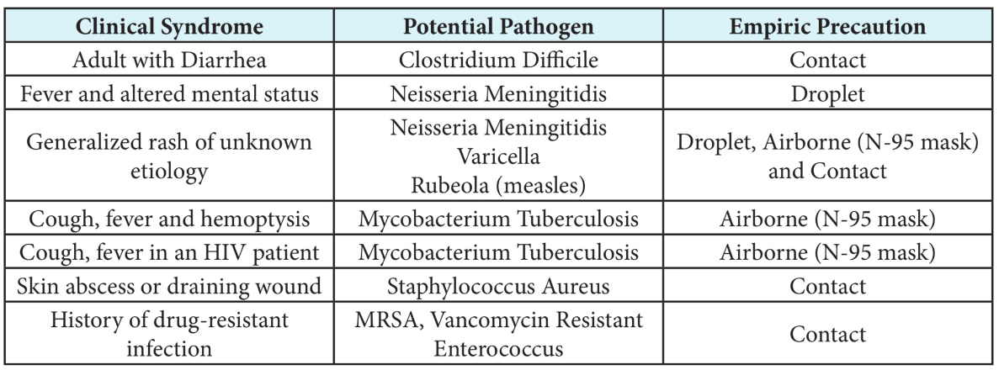 Clinical Syndrome Potential Pathogen Empiric Precaution
Adult with Diarrhea Clostridium Difficile Contact
Fever and altered mental status Neisseria Meningitidis Droplet
Generalized rash of unknown
etiology
Neisseria Meningitidis
Varicella
Rubeola (measles)
Droplet, Airborne (N-95 mask)
and Contact
Cough, fever and hemoptysis Mycobacterium Tuberculosis Airborne (N-95 mask)
Cough, fever in an HIV patient Mycobacterium Tuberculosis Airborne (N-95 mask)
Skin abscess or draining wound Staphylococcus Aureus Contact
History of drug-resistant
infection
MRSA, Vancomycin Resistant
Enterococcus
Contact